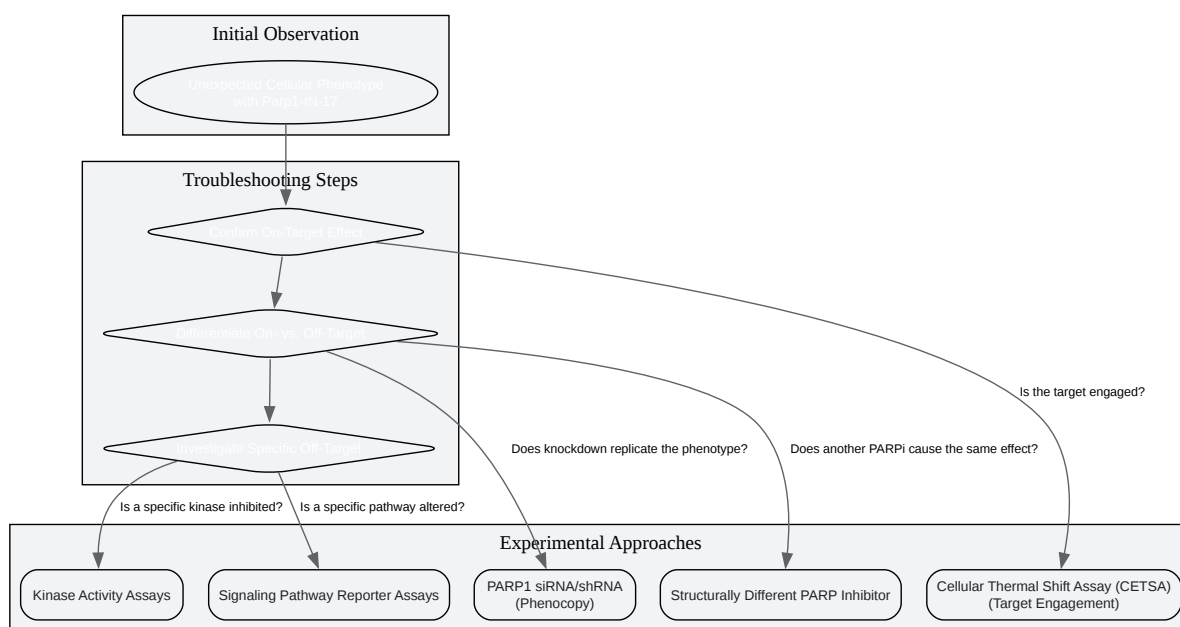 Initial Observation
Unexpected Cellular Phenotype
with Parp1-IN-17
Troubleshooting Steps
Confirm On-Target Effect
Differentiate On- vs. Off-Target
Investigate Specific Off-Target
Is the target engaged?
Does knockdown replicate the phenotype?
Does another PARPi cause the same effect?
Is a specific kinase inhibited?
Is a specific pathway altered?
Experimental Approaches
Kinase Activity Assays
Signaling Pathway Reporter Assays
PARP1 siRNA/shRNA
(Phenocopy)
Structurally Different PARP Inhibitor
Cellular Thermal Shift Assay (CETSA)
(Target Engagement)